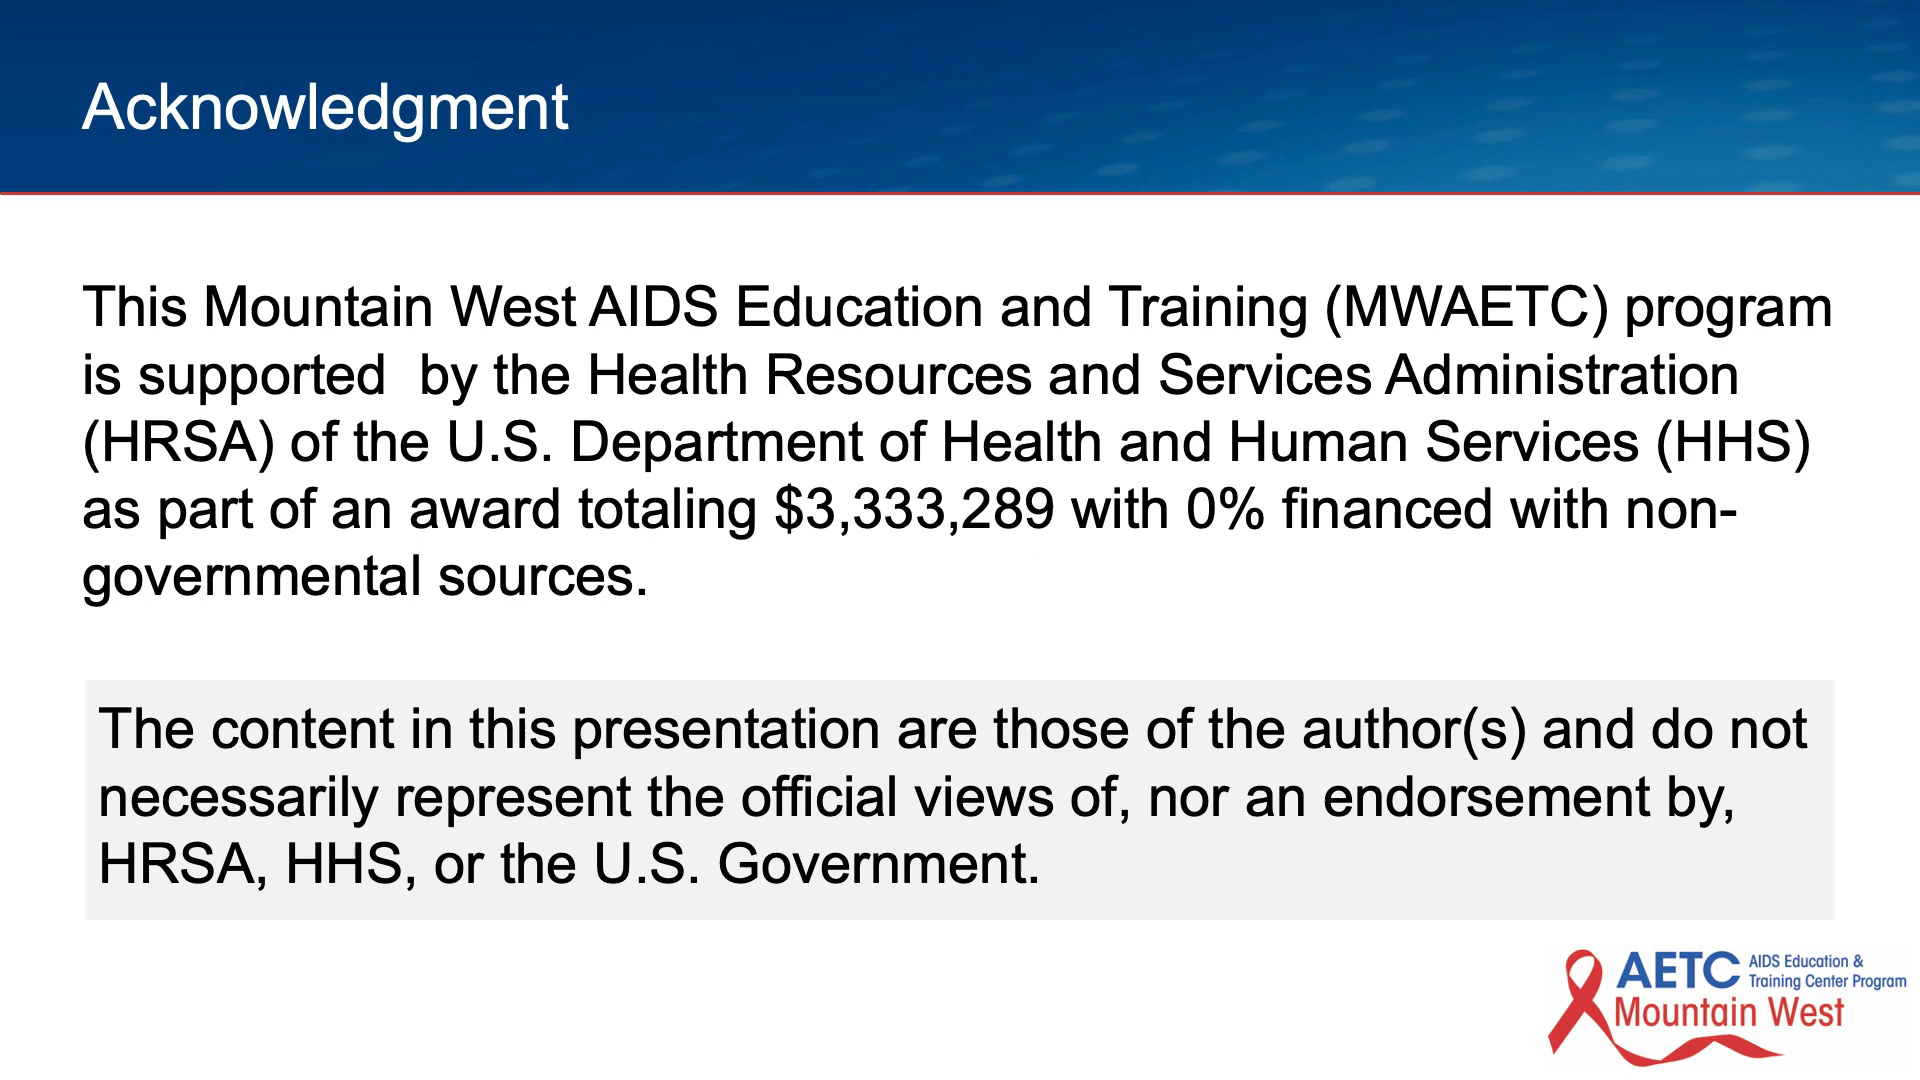 Acknowledgment
This Mountain West AIDS Education and Training (MWAETC) program
is supported  by the Health Resources and Services Administration
(HRSA) of the U.S. Department of Health and Human Services (HHS)
as part of an award totaling $3,333,289 with 0% financed with non-
governmental sources.
The content in this presentation are those of the author(s) and do not
necessarily represent the official views of, nor an endorsement by,
HRSA, HHS, or the U.S. Government.
AETC AIDS Education &
Training Center Program
Mountain West